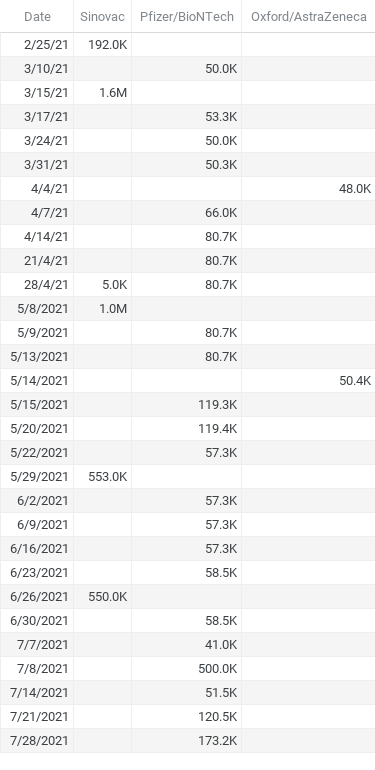 Date Sinovac Pfizer/BioNTech Oxford/AstraZeneca
2/25/21 192.0K
3/10/21 50.0K
3/15/21 1.6M
3/17/21 53.3K
3/24/21 50.0K
3/31/21 50.3K
4/4/21 48.0K
4/7/21 66.0K
4/14/21 80.7K
21/4/21 80.7K
28/4/21 5.0K 80.7K
5/8/2021 1.0M
5/9/2021 80.7K
5/13/2021 80.7K
5/14/2021 50.4K
5/15/2021 119.3K
5/20/2021 119.4K
5/22/2021 57.3K
5/29/2021 553.0K
6/2/2021 57.3K
6/9/2021 57.3K
6/16/2021 57.3K
6/23/2021 58.5K
6/26/2021 550.0K
6/30/2021 58.5K
7/7/2021 41.0K
7/8/2021 500.0K
7/14/2021 51.5K
7/21/2021 120.5K
7/28/2021 173.2K